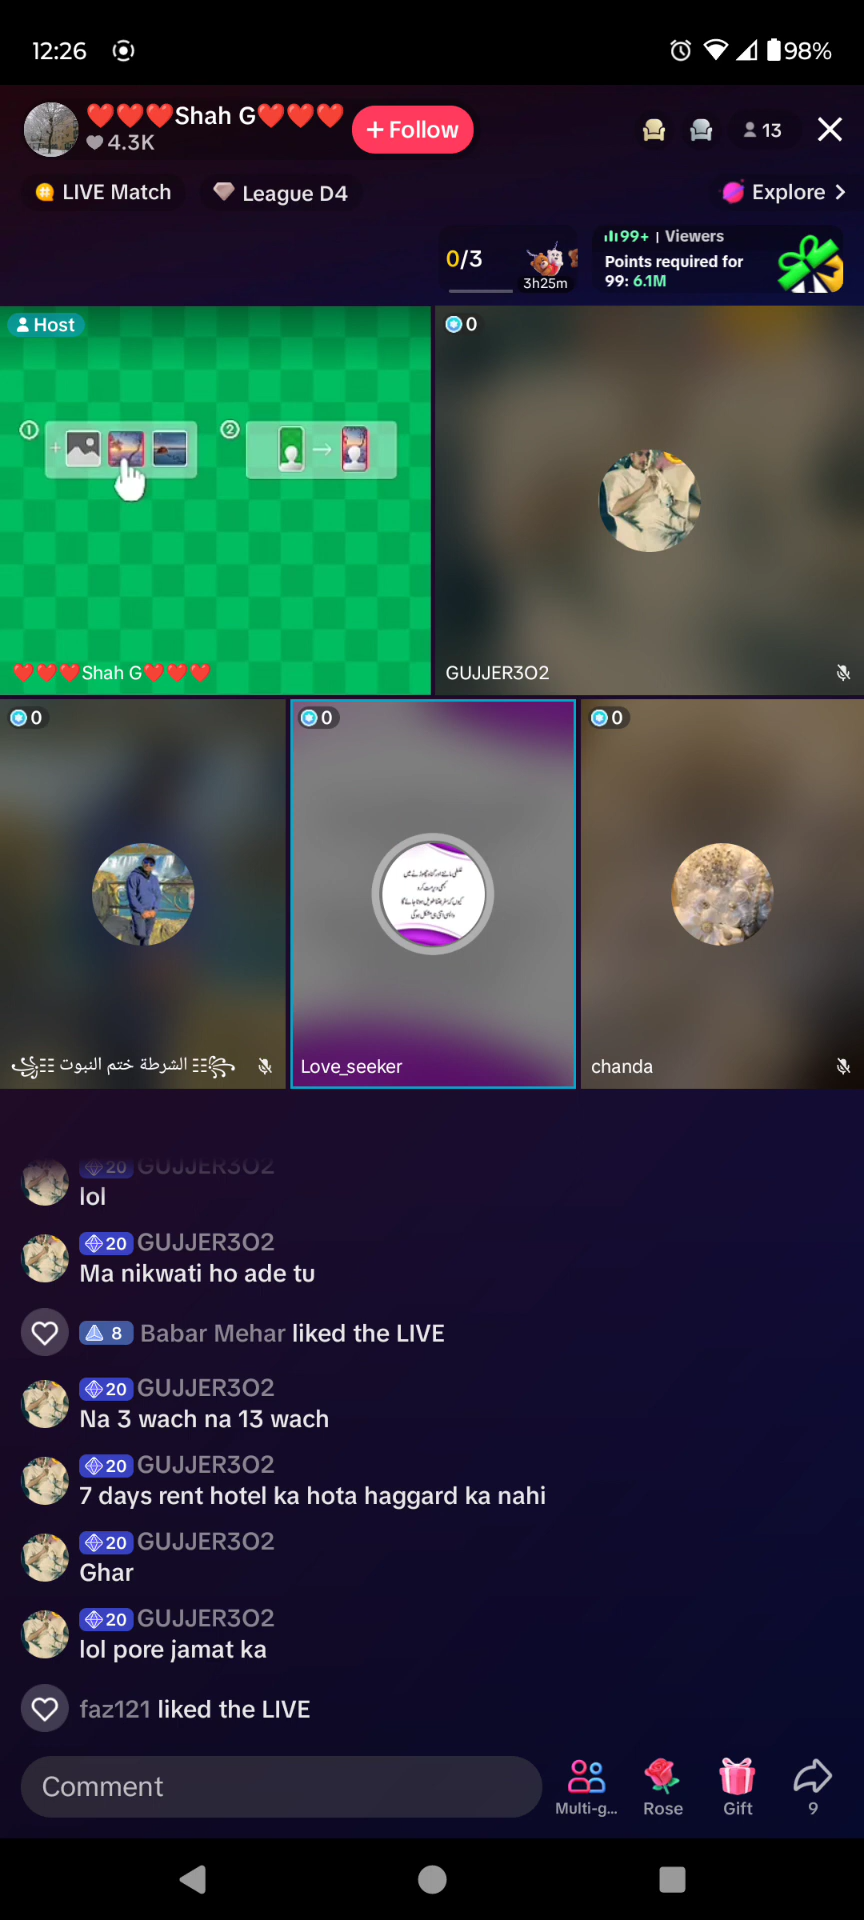 12:26
98%
❤️❤️❤️Shah G❤️❤️❤️
4.3K
+ Follow
13
LIVE Match
League D4
Explore
0/3
3h25m
99+ | Viewers
Points required for
99: 6.1M
Host
1
2
❤️❤️❤️Shah G❤️❤️❤️
0
GUJJER3O2
0
الشرطة ختم النبوت
0
Love_seeker
0
chanda
20 GUJJER3O2
lol
20 GUJJER3O2
Ma nikwati ho ade tu
8 Babar Mehar liked the LIVE
20 GUJJER3O2
Na 3 wach na 13 wach
20 GUJJER3O2
7 days rent hotel ka hota haggard ka nahi
20 GUJJER3O2
Ghar
20 GUJJER3O2
lol pore jamat ka
faz121 liked the LIVE
Comment
Multi-g...
Rose
Gift
9